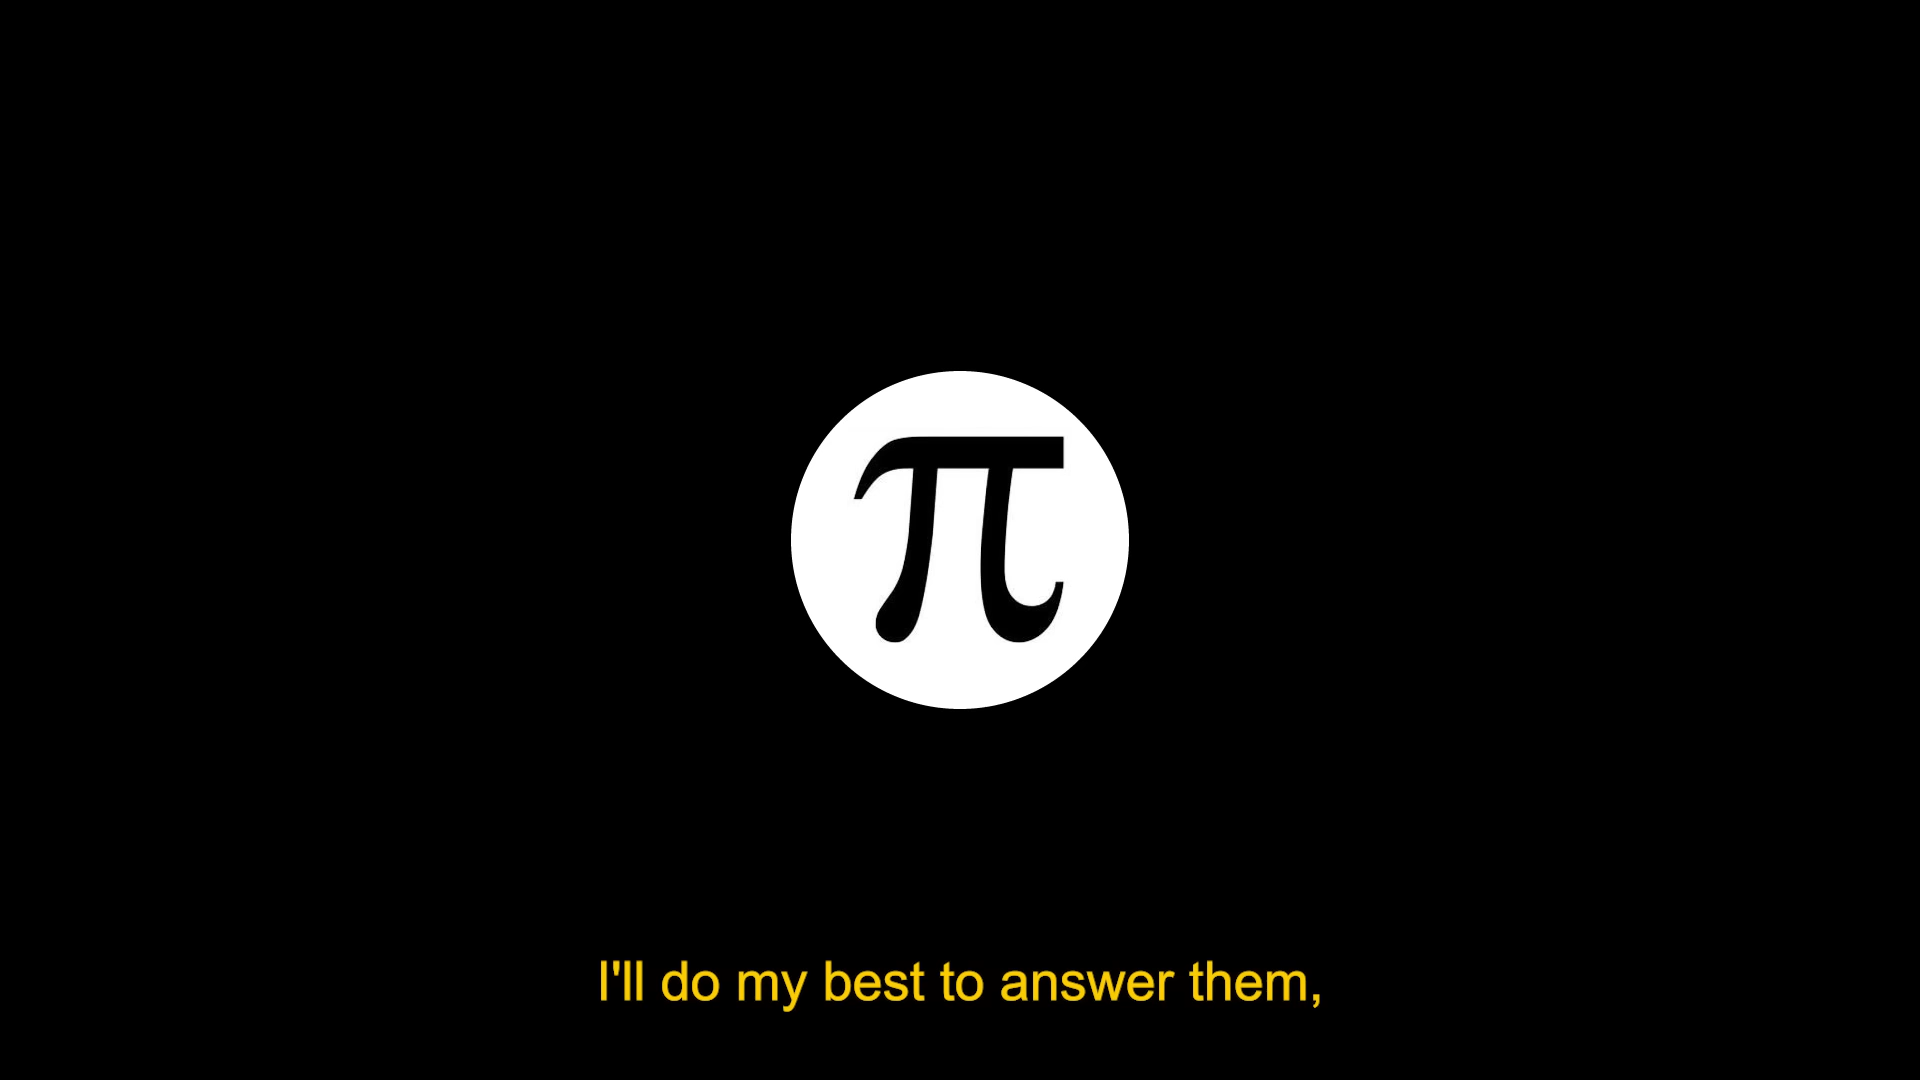 π
I'll do my best to answer them,